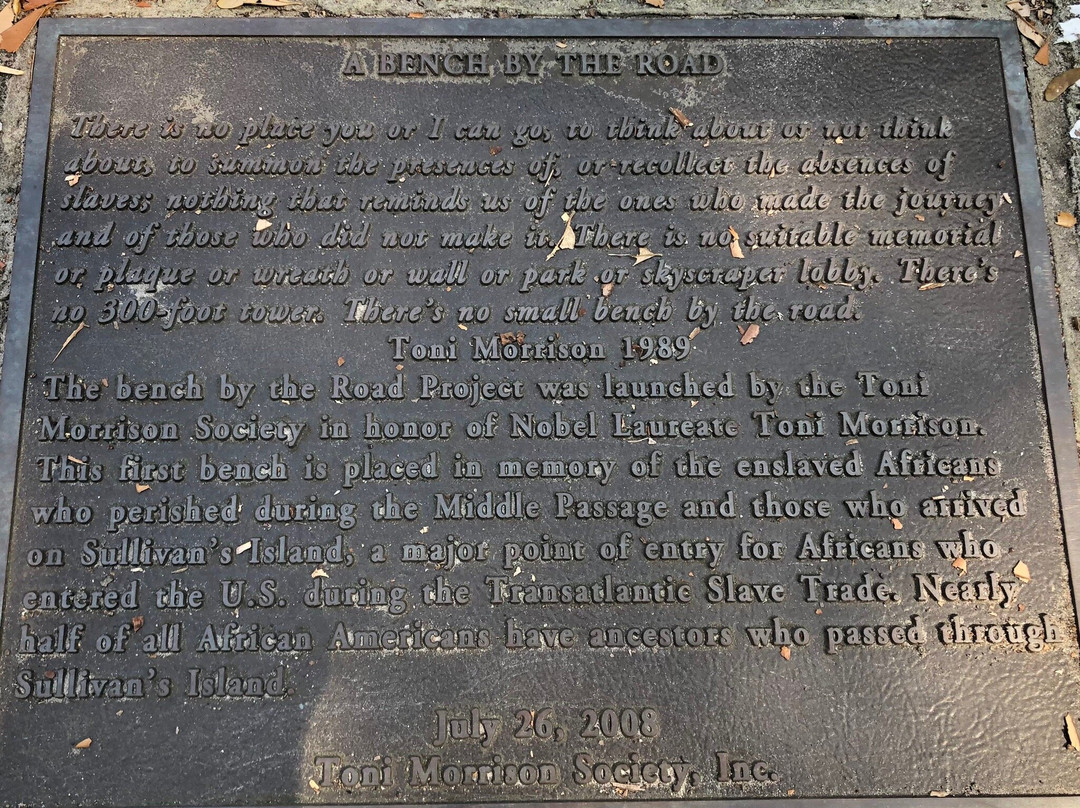 A BENCH BY THE ROAD
There is no place you or I can go, to think about or not think
about, to summon the presences of, or recollect the absences of
slaves; nothing that reminds us of the ones who made the journey
and of those who did not make it. There is no suitable memorial
or plaque or wreath or wall or park or skyscraper lobby. There's
no 300-foot tower. There's no small bench by the road.
Toni Morrison 1989
The bench by the Road Project was launched by the Toni
Morrison Society in honor of Nobel Laureate Toni Morrison.
This first bench is placed in memory of the enslaved Africans
who perished during the Middle Passage and those who arrived
on Sullivan's Island, a major point of entry for Africans who
entered the U.S. during the Transatlantic Slave Trade. Nearly
half of all African Americans have ancestors who passed through
Sullivan's Island.
July 26, 2008
Toni Morrison Society, Inc.